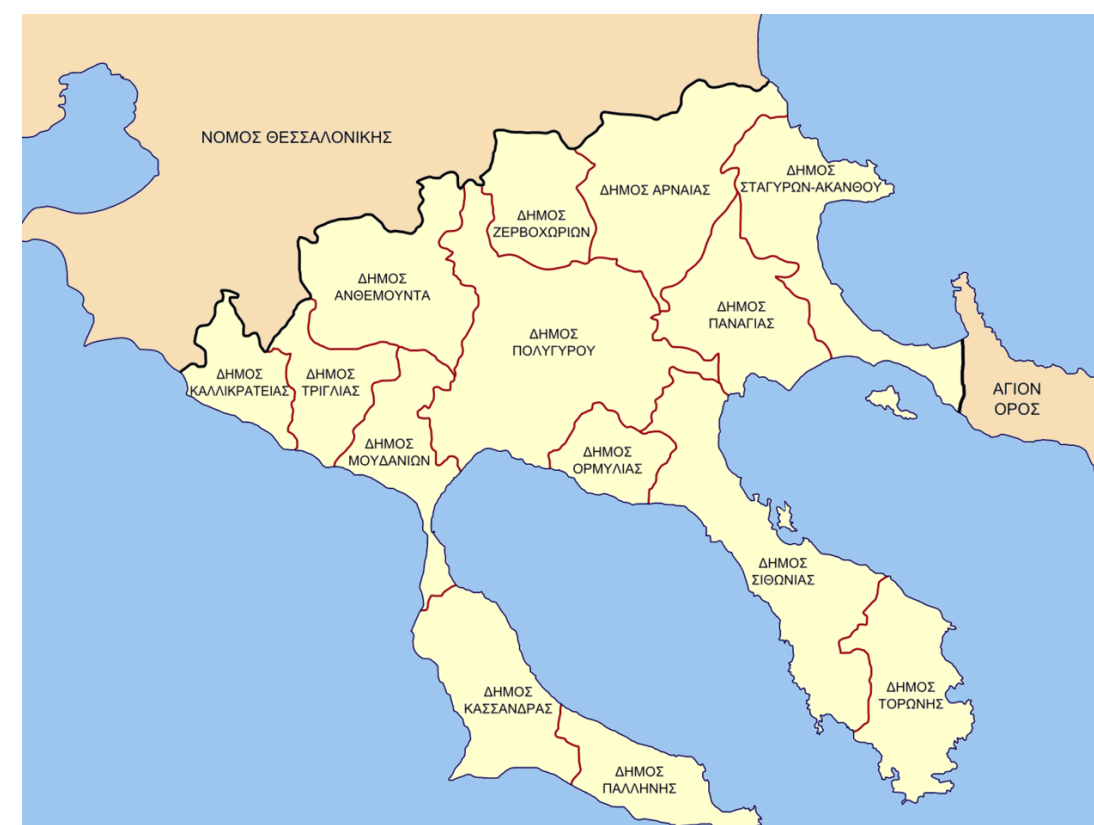 ΝΟΜΟΣ ΘΕΣΣΑΛΟΝΙΚΗΣ
ΔΗΜΟΣ
ΣΤΑΓΥΡΩΝ-ΑΚΑΝΘΟΥ
ΔΗΜΟΣ ΑΡΝΑΙΑΣ
ΔΗΜΟΣ
ΖΕΡΒΟΧΩΡΙΩΝ
ΔΗΜΟΣ
ΑΝΘΕΜΟΥΝΤΑ
ΔΗΜΟΣ
ΠΑΝΑΓΙΑΣ
ΔΗΜΟΣ
ΠΟΛΥΓΥΡΟΥ
ΔΗΜΟΣ
ΚΑΛΛΙΚΡΑΤΕΙΑΣ
ΔΗΜΟΣ
ΤΡΙΓΛΙΑΣ
ΑΓΙΟΝ
ΟΡΟΣ
ΔΗΜΟΣ
ΜΟΥΔΑΝΙΩΝ
ΔΗΜΟΣ
ΟΡΜΥΛΙΑΣ
ΔΗΜΟΣ
ΣΙΘΩΝΙΑΣ
ΔΗΜΟΣ
ΤΟΡΩΝΗΣ
ΔΗΜΟΣ
ΚΑΣΣΑΝΔΡΑΣ
ΔΗΜΟΣ
ΠΑΛΛΗΝΗΣ